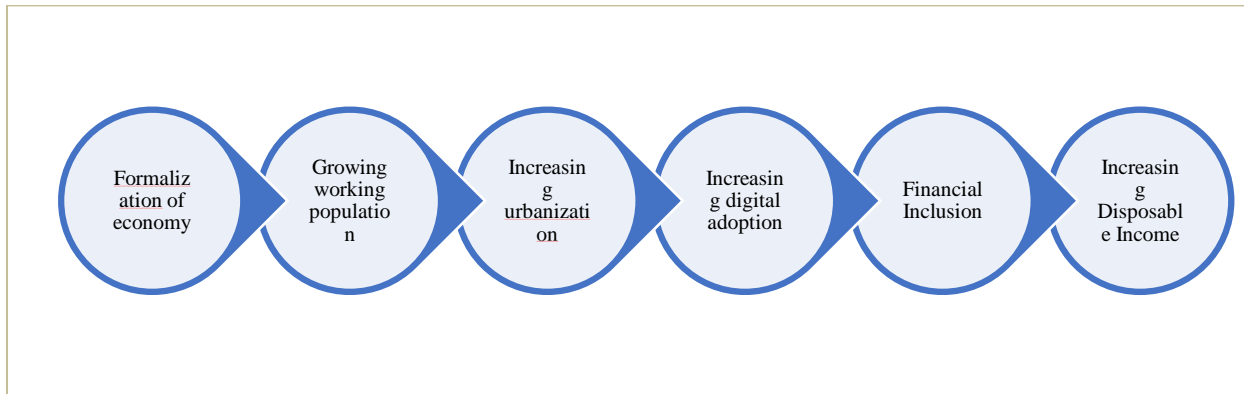 Formaliz
ation of
economy
Growing
working
populatio
n
Increasin
g
urbanizati
on
Increasin
g digital
adoption
Financial
Inclusion
Increasin
g
Disposabl
e Income